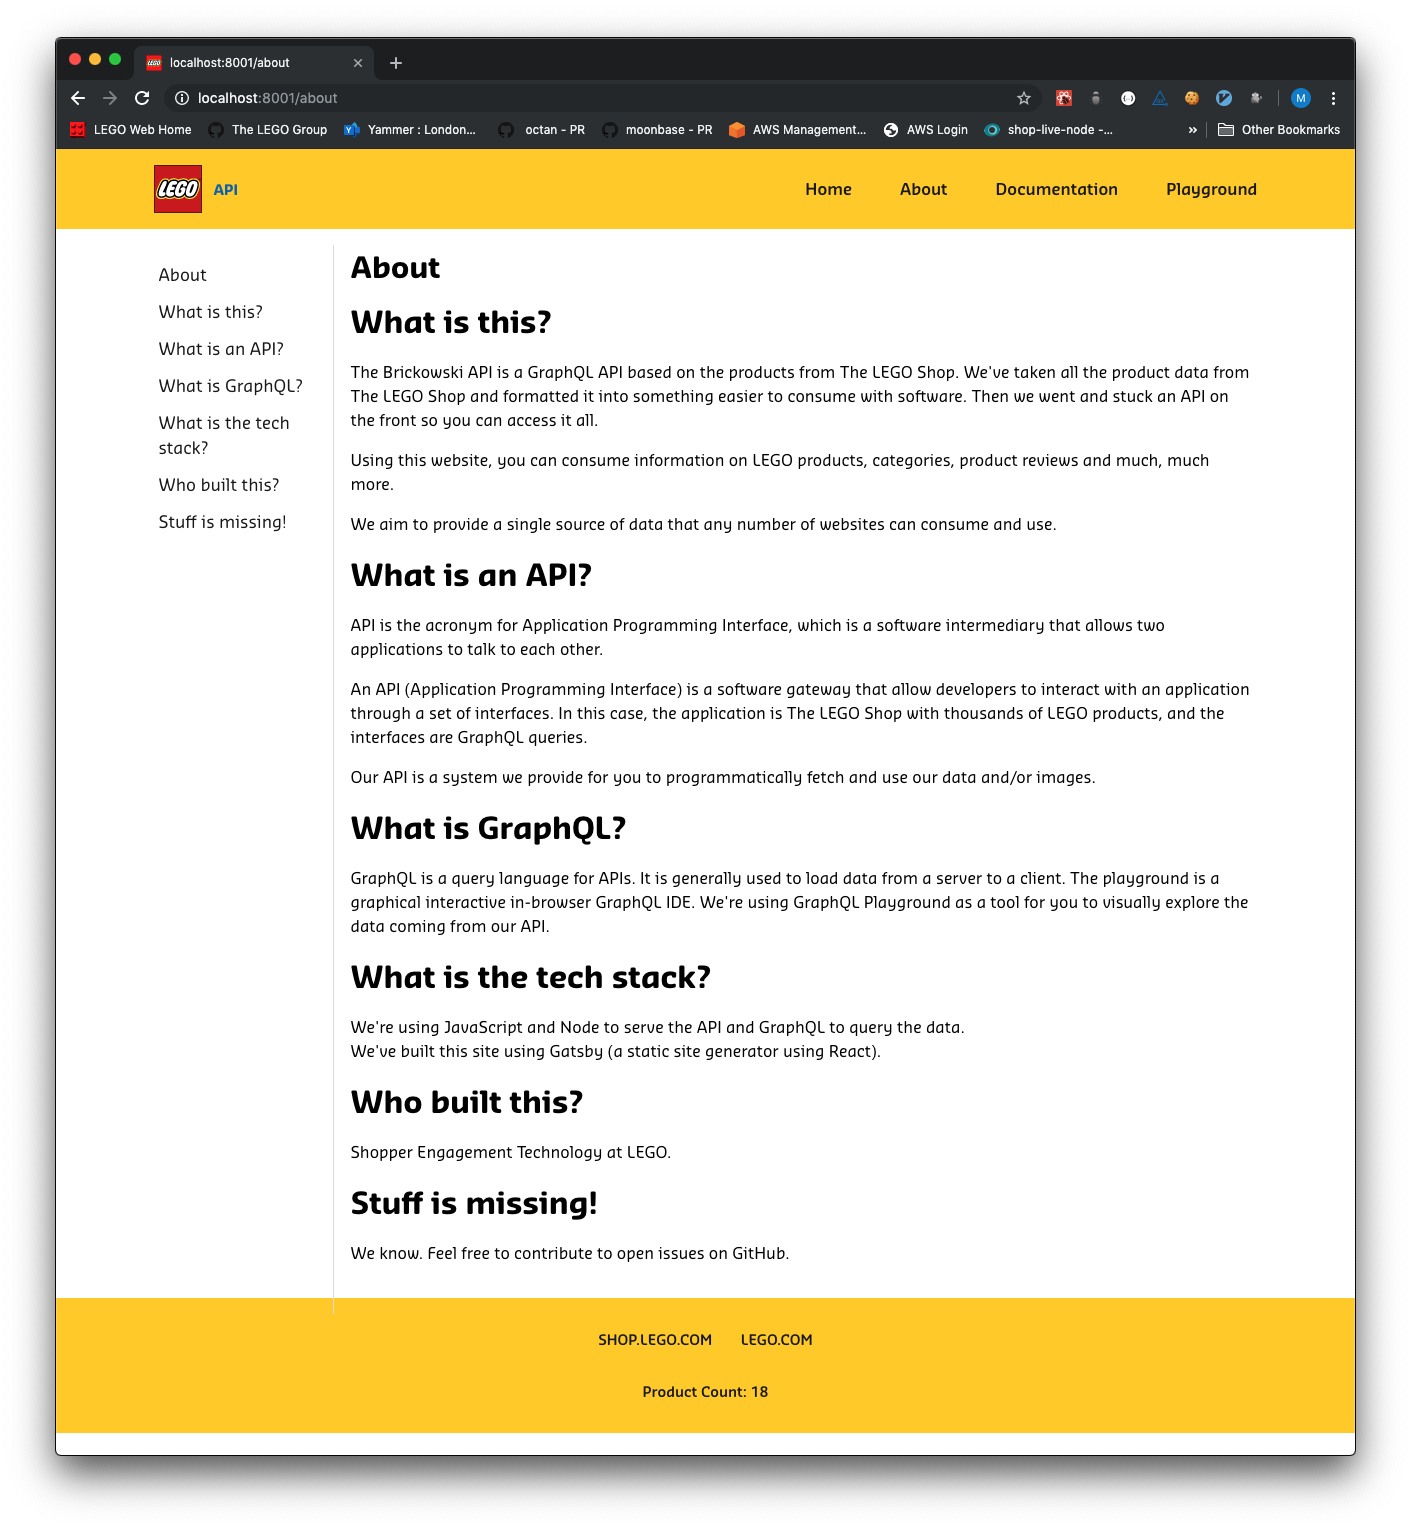 localhost:8001/about
localhost:8001/about
M
LEGO Web Home
The LEGO Group
Yammer : London...
octan - PR
moonbase - PR
AWS Management...
AWS Login
shop-live-node -...
»
Other Bookmarks
LEGO API
Home
About
Documentation
Playground
About
What is this?
What is an API?
What is GraphQL?
What is the tech
stack?
Who built this?
Stuff is missing!
About
What is this?
The Brickowski API is a GraphQL API based on the products from The LEGO Shop. We've taken all the product data from
The LEGO Shop and formatted it into something easier to consume with software. Then we went and stuck an API on
the front so you can access it all.
Using this website, you can consume information on LEGO products, categories, product reviews and much, much
more.
We aim to provide a single source of data that any number of websites can consume and use.
What is an API?
API is the acronym for Application Programming Interface, which is a software intermediary that allows two
applications to talk to each other.
An API (Application Programming Interface) is a software gateway that allow developers to interact with an application
through a set of interfaces. In this case, the application is The LEGO Shop with thousands of LEGO products, and the
interfaces are GraphQL queries.
Our API is a system we provide for you to programmatically fetch and use our data and/or images.
What is GraphQL?
GraphQL is a query language for APIs. It is generally used to load data from a server to a client. The playground is a
graphical interactive in-browser GraphQL IDE. We're using GraphQL Playground as a tool for you to visually explore the
data coming from our API.
What is the tech stack?
We're using JavaScript and Node to serve the API and GraphQL to query the data.
We've built this site using Gatsby (a static site generator using React).
Who built this?
Shopper Engagement Technology at LEGO.
Stuff is missing!
We know. Feel free to contribute to open issues on GitHub.
SHOP.LEGO.COM
LEGO.COM
Product Count: 18